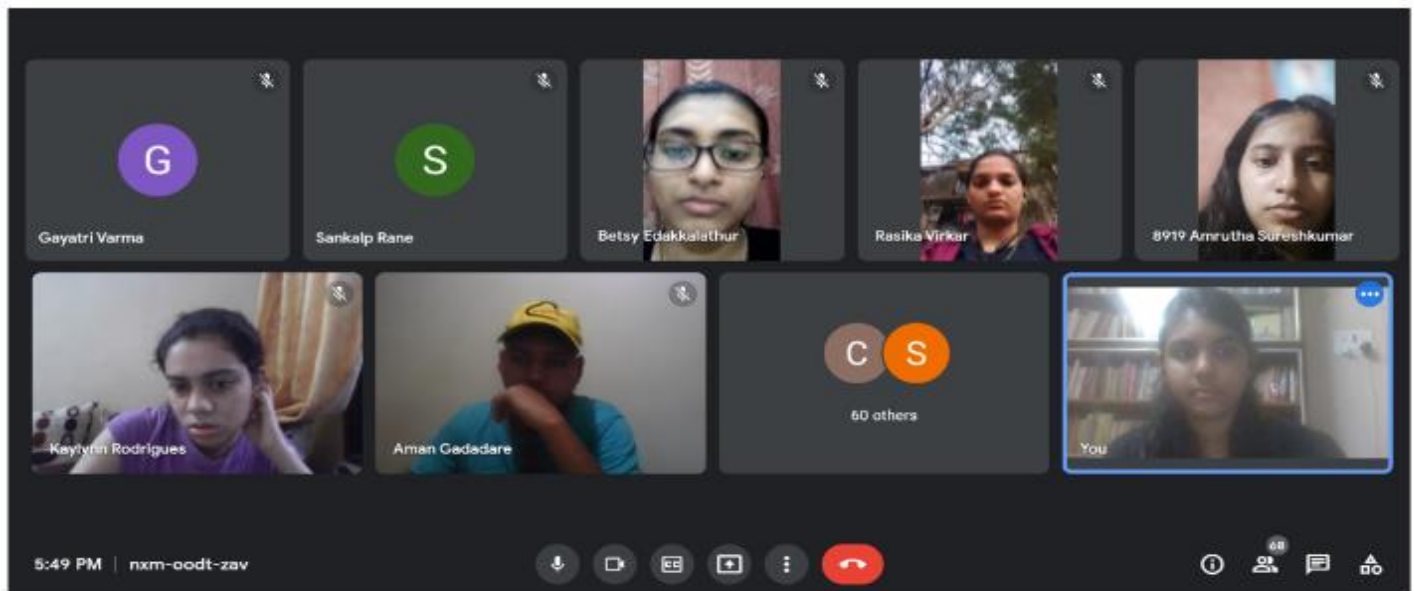 G
Gayatri Varma
S
Sankalp Rane
Betsy Edakkalathur
Rasika Virkar
8919 Amrutha Sureshkumar
Kaylynn Rodrigues
Aman Gadadare
C S
60 others
You
5:49 PM | nxm-oodt-zav
CC
68